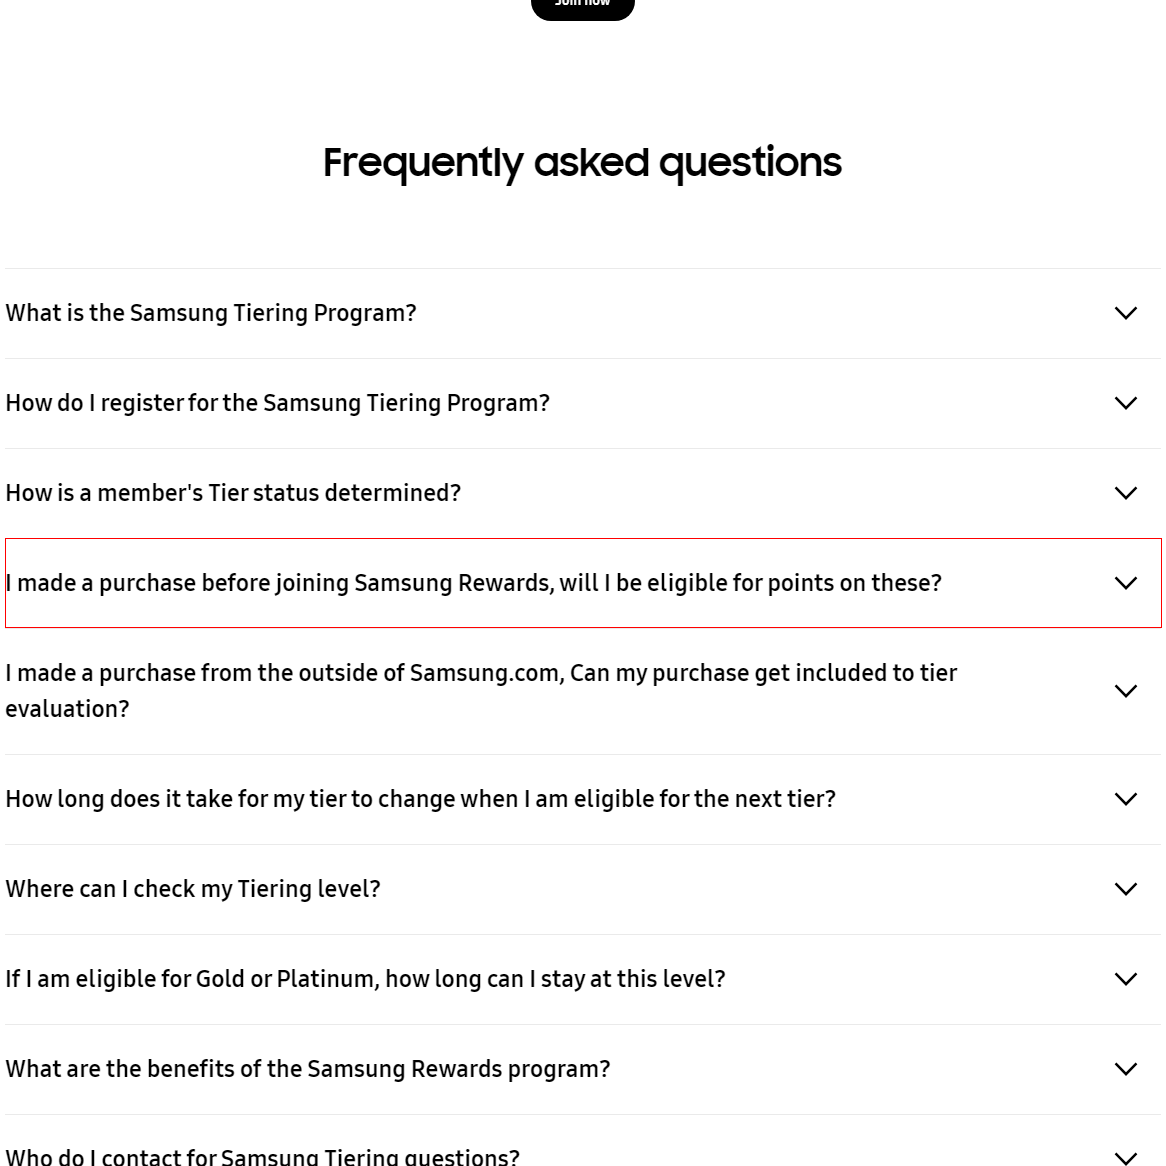 Join now
Frequently asked questions
What is the Samsung Tiering Program?
How do I register for the Samsung Tiering Program?
How is a member's Tier status determined?
I made a purchase before joining Samsung Rewards, will I be eligible for points on these?
I made a purchase from the outside of Samsung.com, Can my purchase get included to tier
evaluation?
How long does it take for my tier to change when I am eligible for the next tier?
Where can I check my Tiering level?
If I am eligible for Gold or Platinum, how long can I stay at this level?
What are the benefits of the Samsung Rewards program?
Who do I contact for Samsung Tiering questions?